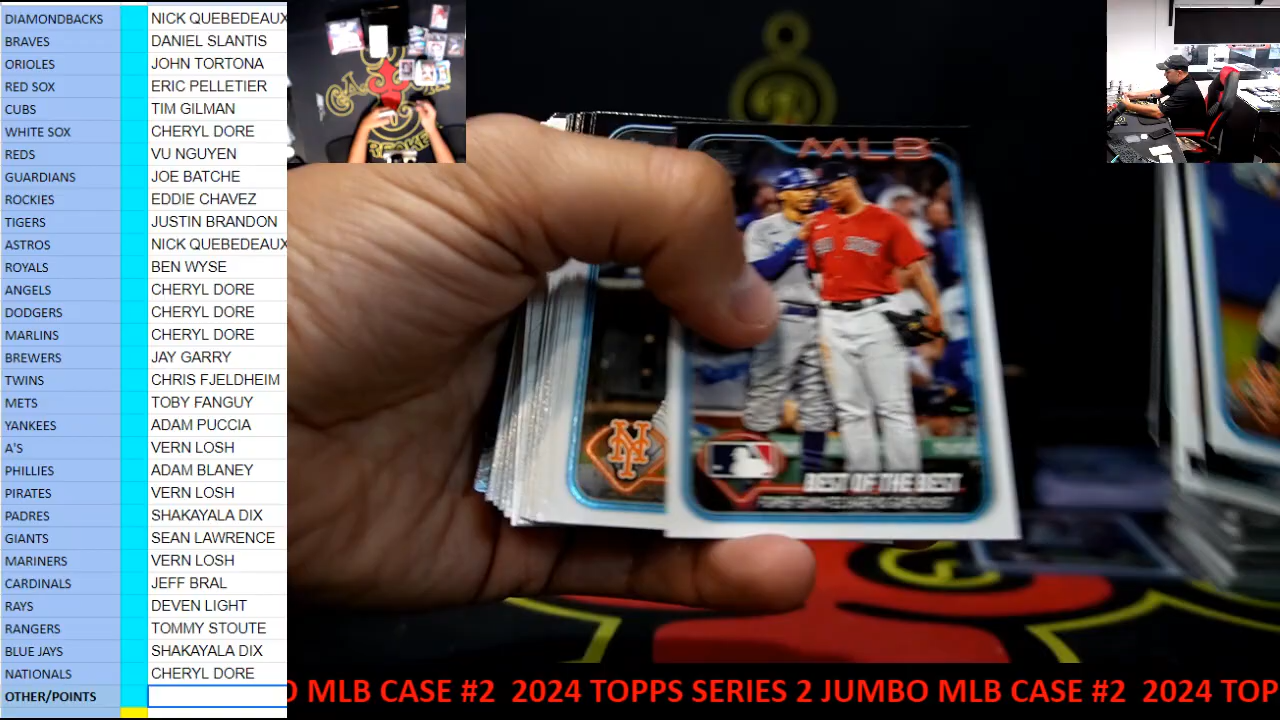 DIAMONDBACKS NICK QUEBEDEAUX
BRAVES DANIEL SLANTIS
ORIOLES JOHN TORTONA
RED SOX ERIC PELLETIER
CUBS TIM GILMAN
WHITE SOX CHERYL DORE
REDS VU NGUYEN
GUARDIANS JOE BATCHE
ROCKIES EDDIE CHAVEZ
TIGERS JUSTIN BRANDON
ASTROS NICK QUEBEDEAUX
ROYALS BEN WYSE
ANGELS CHERYL DORE
DODGERS CHERYL DORE
MARLINS CHERYL DORE
BREWERS JAY GARRY
TWINS CHRIS FJELDHEIM
METS TOBY FANGUY
YANKEES ADAM PUCCIA
A'S VERN LOSH
PHILLIES ADAM BLANEY
PIRATES VERN LOSH
PADRES SHAKAYALA DIX
GIANTS SEAN LAWRENCE
MARINERS VERN LOSH
CARDINALS JEFF BRAL
RAYS DEVEN LIGHT
RANGERS TOMMY STOUTE
BLUE JAYS SHAKAYALA DIX
NATIONALS CHERYL DORE
OTHER/POINTS
MLB
BEST OF THE BEST
O MLB CASE #2 2024 TOPPS SERIES 2 JUMBO MLB CASE #2 2024 TOP